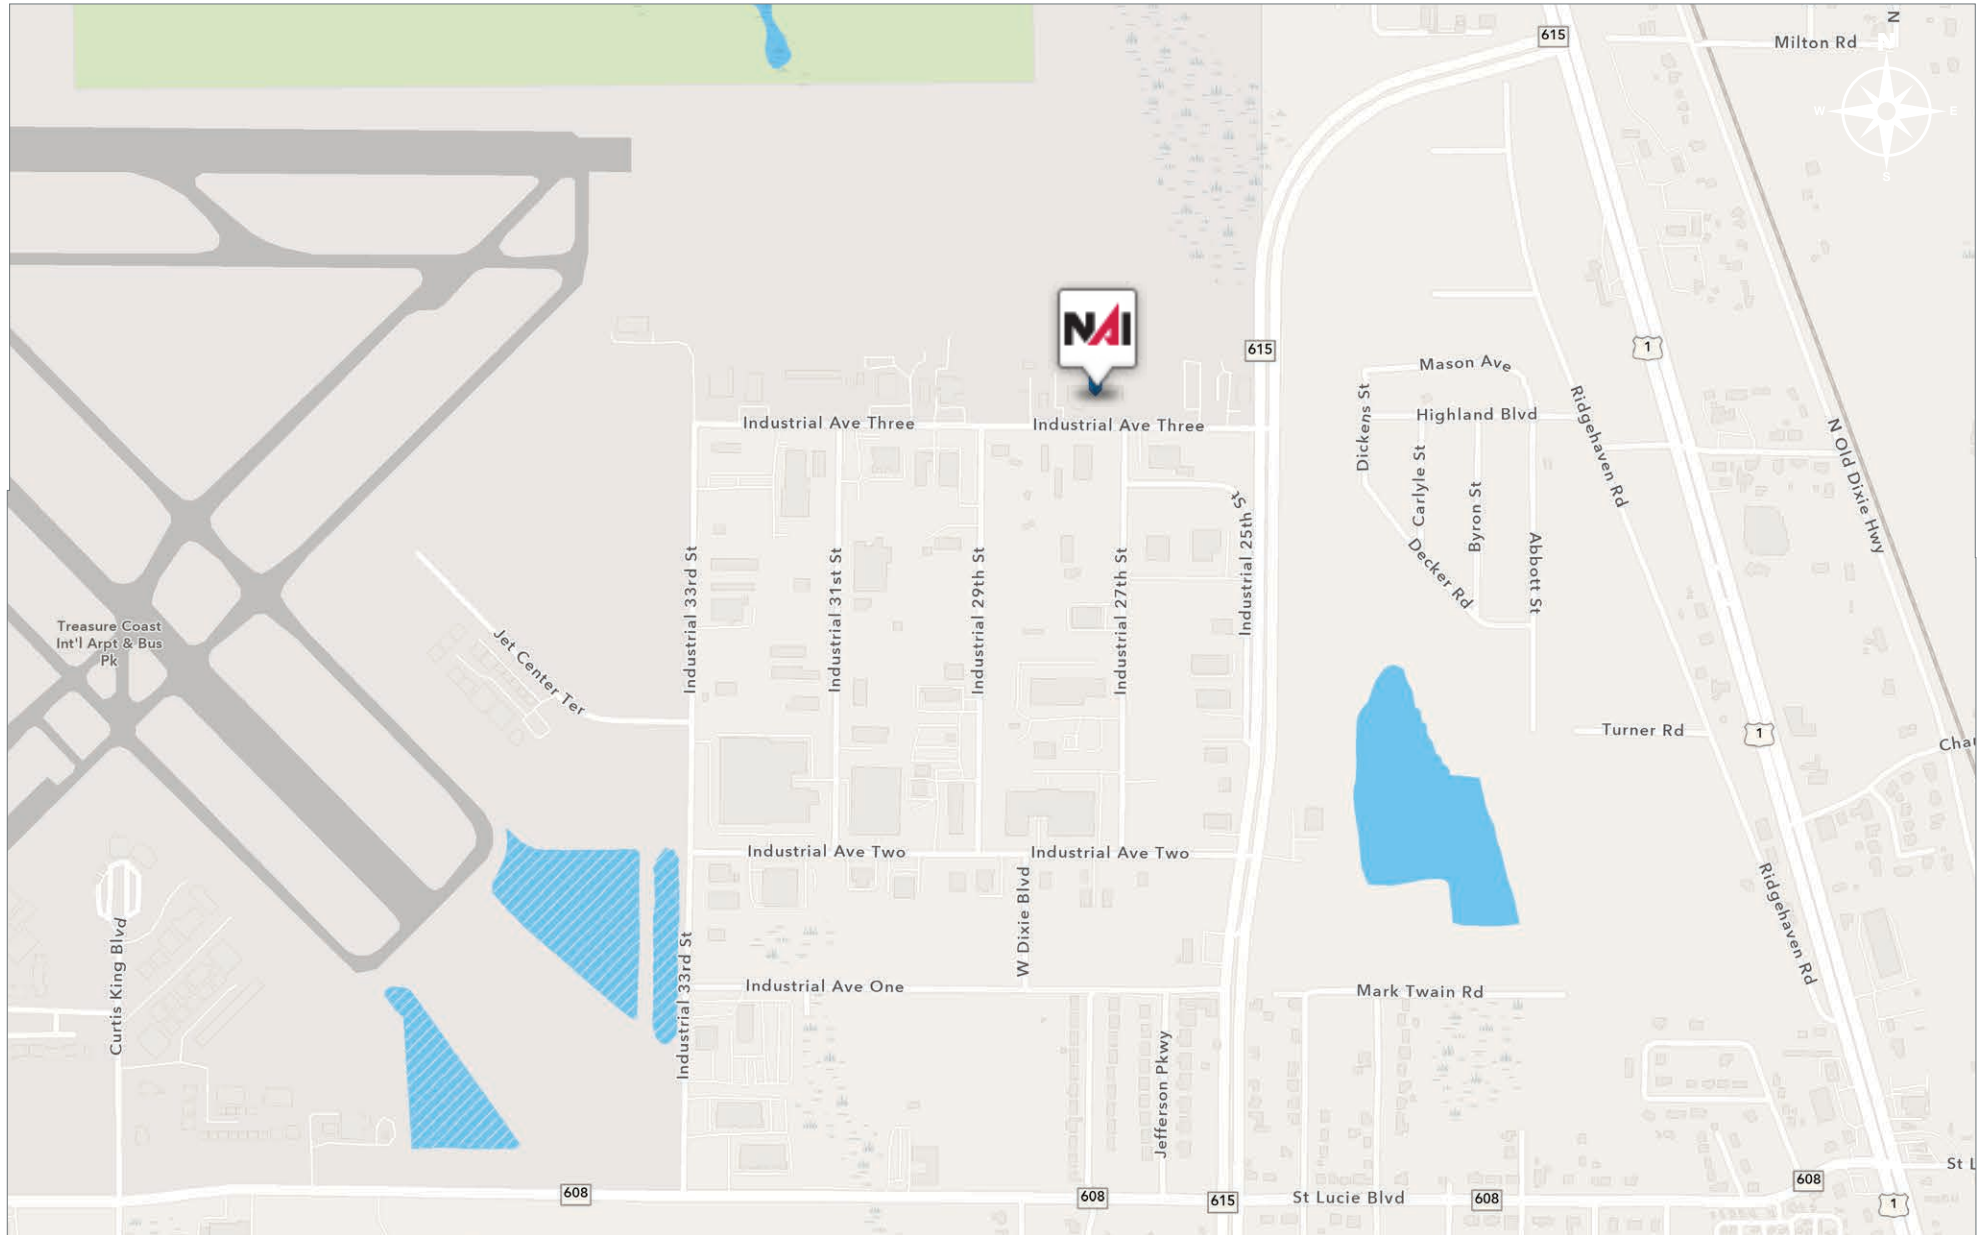 615
Milton Rd
N
N
W
E
S
NAI
615
1
Mason Ave
Highland Blvd
Industrial Ave Three
Industrial Ave Three
Dickens St
Carlyle St
Byron St
Decker Rd
Abbott St
Ridgehaven Rd
N Old Dixie Hwy
Industrial 33rd St
Industrial 31st St
Industrial 29th St
Industrial 27th St
Industrial 25th St
Treasure Coast
Int'l Arpt & Bus
Pk
Jet Center Ter
Turner Rd
1
Char
Industrial Ave Two
Industrial Ave Two
W Dixie Blvd
Ridgehaven Rd
Curtis King Blvd
Industrial 33rd St
Industrial Ave One
Mark Twain Rd
Jefferson Pkwy
608
608
615
St Lucie Blvd
608
608
St L
1